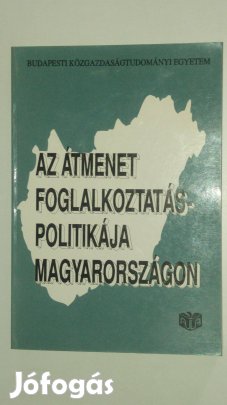 BUDAPESTI KÖZGAZDASÁGTUDOMÁNYI EGYETEM
AZ ÁTMENET
FOGLALKOZTATÁS-
POLITIKÁJA
MAGYARORSZÁGON
Jófogás